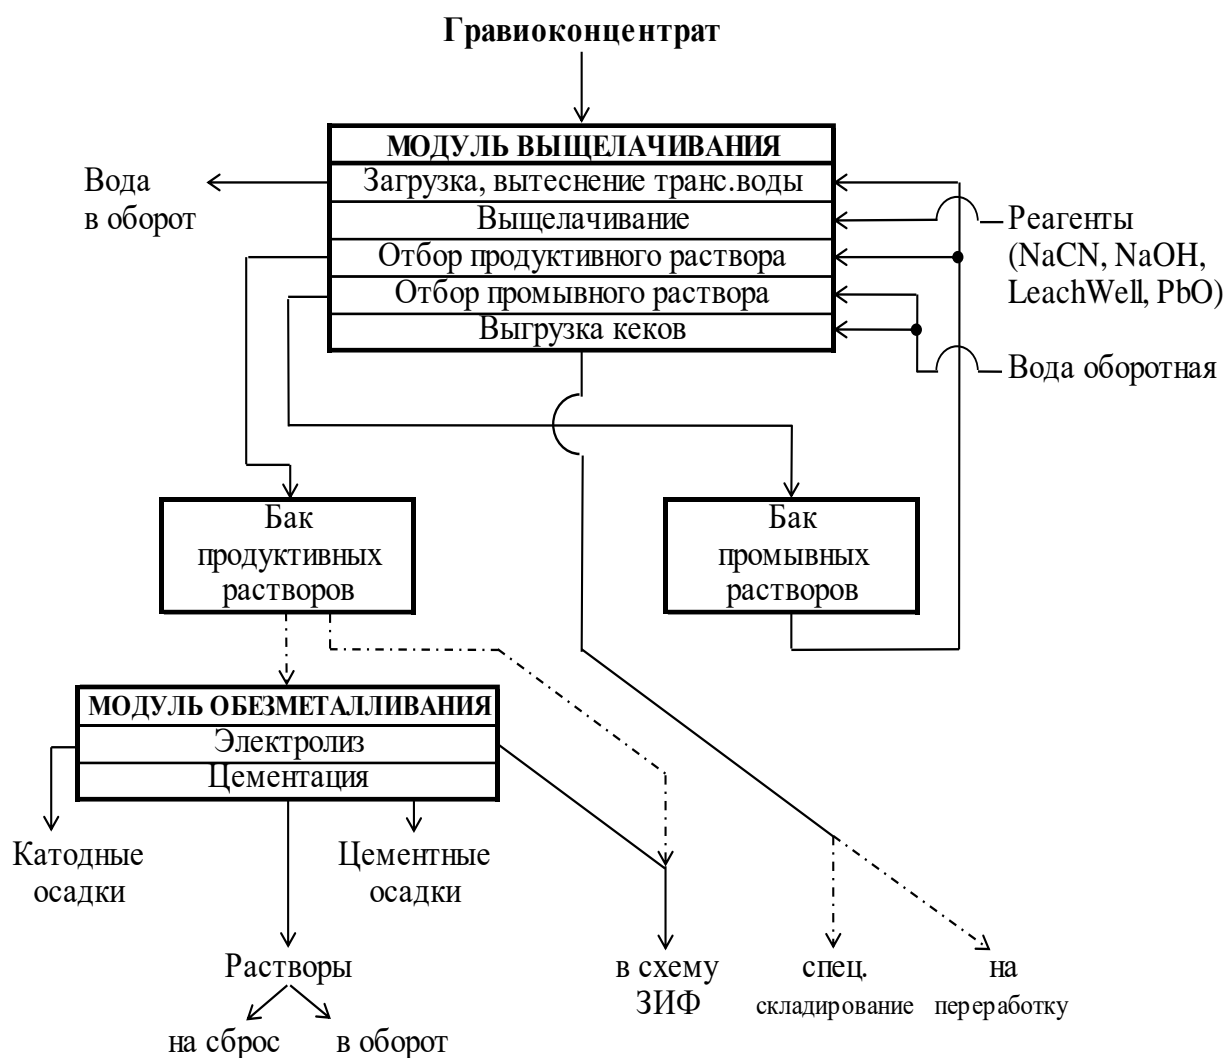 Гравиоконцентрат
МОДУЛЬ ВЫЩЕЛАЧИВАНИЯ
Загрузка, вытеснение транс.воды
Выщелачивание
Отбор продуктивного раствора
Отбор промывного раствора
Выгрузка кеков
Вода
в оборот
Реагенты
(NaCN, NaOH,
LeachWell, PbO)
Вода оборотная
Бак
продуктивных
растворов
Бак
промывных
растворов
МОДУЛЬ ОБЕЗМЕТАЛЛИВАНИЯ
Электролиз
Цементация
Катодные
осадки
Цементные
осадки
Растворы
на сброс
в оборот
в схему
ЗИФ
спец.
складирование
на
переработку